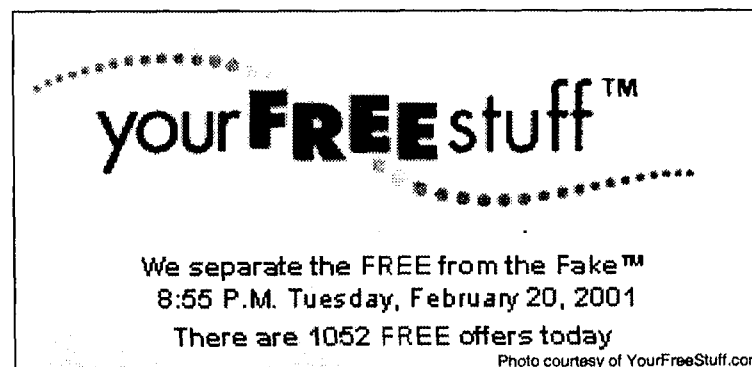 yourFREEstuff™
We separate the FREE from the Fake™
8:55 P.M. Tuesday, February 20, 2001
There are 1052 FREE offers today
Photo courtesy of YourFreeStuff.com